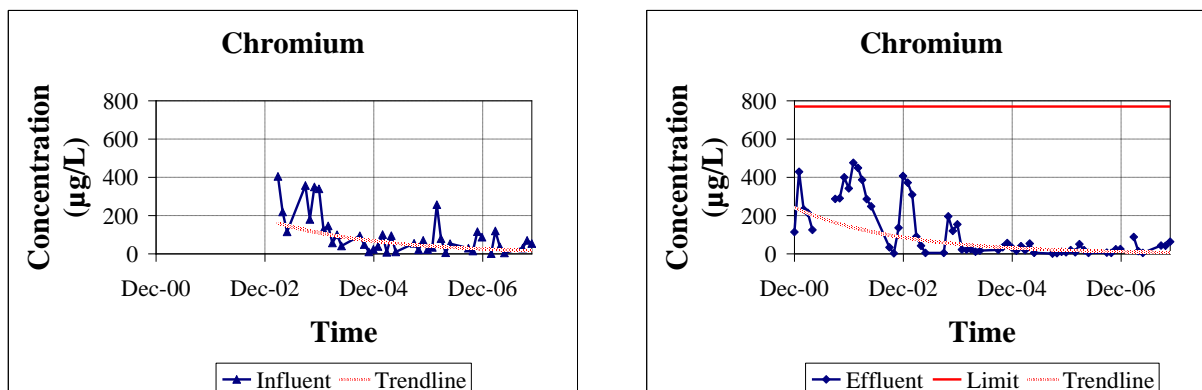 Chromium
Concentration
(µg/L)
800
600
400
200
0
Dec-00 Dec-02 Dec-04 Dec-06
Time
Influent Trendline
Chromium
Concentration
(µg/L)
800
600
400
200
0
Dec-00 Dec-02 Dec-04 Dec-06
Time
Effluent Limit Trendline